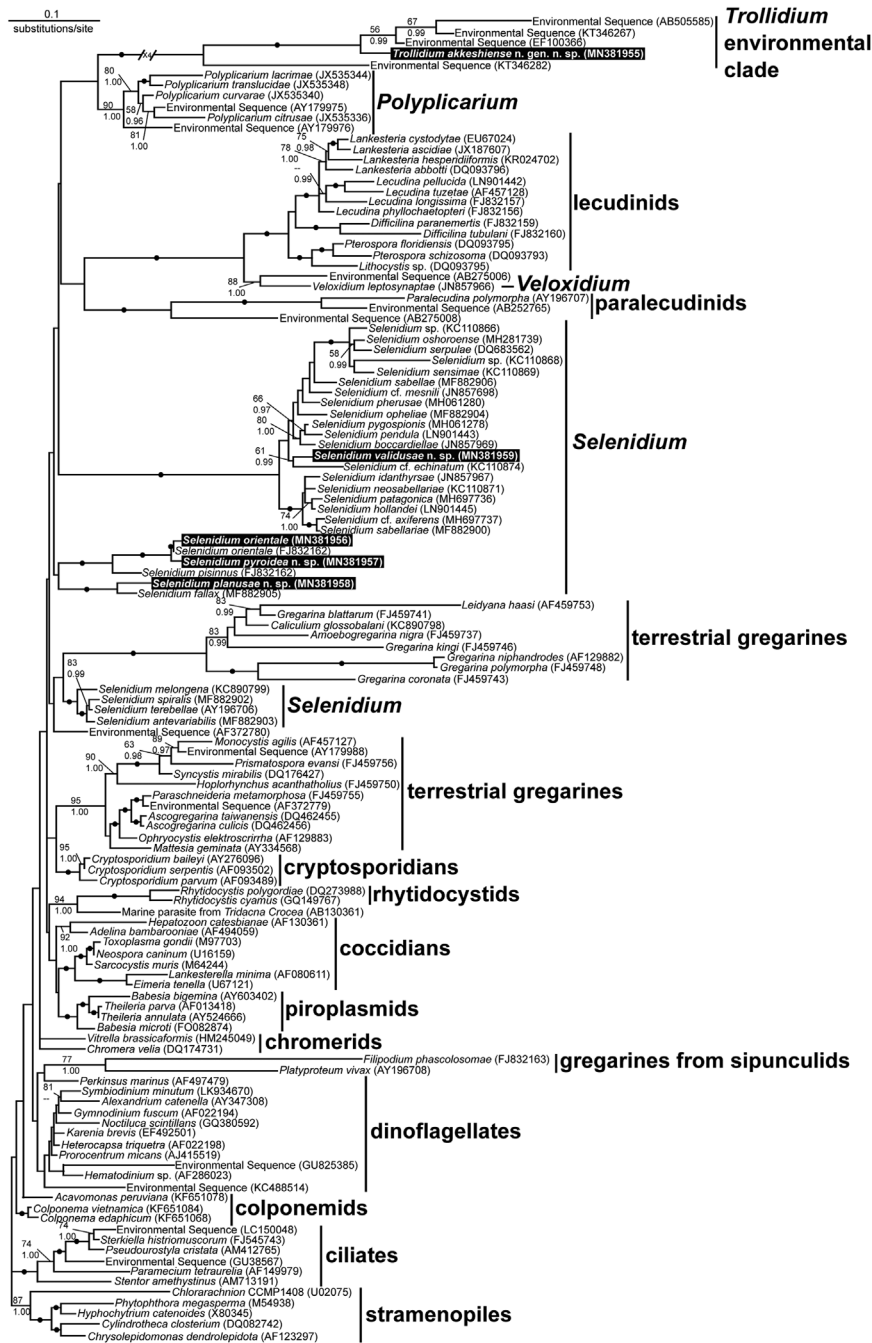 0.1
substitutions/site
Environmental Sequence (AB505585)
67
0.99
Environmental Sequence (KT346267)
56
0.99
Environmental Sequence (EF100366)
Trollidium akkeshiense n. gen. n. sp. (MN381955)
Trollidium
environmental
clade
X4
Environmental Sequence (KT346282)
Polyplicarium lacrimae (JX535344)
80
1.00
Polyplicarium translucidae (JX535348)
Polyplicarium curvarae (JX535340)
90
1.00
58
0.96
Environmental Sequence (AY179975)
Polyplicarium citrusae (JX535336)
81
1.00
Environmental Sequence (AY179976)
Polyplicarium
Lankesteria cystodytae (EU67024)
75
0.98
Lankesteria ascidiae (JX187607)
78
1.00
Lankesteria hesperidiiformis (KR024702)
Lankesteria abbotti (DQ093796)
--
0.99
Lecudina pellucida (LN901442)
Lecudina tuzetae (AF457128)
Lecudina longissima (FJ832157)
Lecudina phyllochaetopteri (FJ832156)
Difficilina paranemertis (FJ832159)
Difficilina tubulani (FJ832160)
Pterospora floridiensis (DQ093795)
Pterospora schizosoma (DQ093793)
Lithocystis sp. (DQ093795)
lecudinids
Environmental Sequence (AB275006)
88
1.00
Veloxidium leptosynaptae (JN857966)
Veloxidium
Paralecudina polymorpha (AY196707)
Environmental Sequence (AB252765)
Environmental Sequence (AB275008)
paralecudinids
Selenidium sp. (KC110866)
Selenidium oshoroense (MH281739)
58
0.99
Selenidium serpulae (DQ683562)
Selenidium sp. (KC110868)
Selenidium sensimae (KC110869)
Selenidium sabellae (MF882906)
Selenidium cf. mesnili (JN857698)
66
0.97
Selenidium pherusae (MH061280)
Selenidium opheliae (MF882904)
80
1.00
Selenidium pygospionis (MH061278)
Selenidium pendula (LN901443)
Selenidium boccardiellae (JN857969)
61
0.99
Selenidium validusae n. sp. (MN381959)
Selenidium cf. echinatum (KC110874)
Selenidium idanthyrsae (JN857967)
Selenidium neosabellariae (KC110871)
74
1.00
Selenidium patagonica (MH697736)
Selenidium hollandei (LN901445)
Selenidium cf. axiferens (MH697737)
Selenidium sabellariae (MF882900)
Selenidium orientale (MN381956)
Selenidium orientale (FJ832162)
Selenidium pyroidea n. sp. (MN381957)
Selenidium pisinnus (FJ832162)
Selenidium planusae n. sp. (MN381958)
Selenidium fallax (MF882905)
Selenidium
83
0.99
Leidyana haasi (AF459753)
Gregarina blattarum (FJ459741)
Caliculium glossobalani (KC890798)
83
0.99
Amoebogregarina nigra (FJ459737)
Gregarina kingi (FJ459746)
Gregarina niphandrodes (AF129882)
Gregarina polymorpha (FJ459748)
Gregarina coronata (FJ459743)
terrestrial gregarines
83
0.99
Selenidium melongena (KC890799)
Selenidium spiralis (MF882902)
Selenidium terebellae (AY196706)
Selenidium antevariabilis (MF882903)
Selenidium
Environmental Sequence (AF372780)
89
0.97
Monocystis agilis (AF457127)
63
0.98
Environmental Sequence (AY179988)
90
1.00
Prismatospora evansi (FJ459756)
Syncystis mirabilis (DQ176427)
Hoplorhynchus acanthatholius (FJ459750)
95
1.00
Paraschneideria metamorphosa (FJ459755)
Environmental Sequence (AF372779)
Ascogregarina taiwanensis (DQ462455)
Ascogregarina culicis (DQ462456)
Ophryocystis elektroscrirrha (AF129883)
Mattesia geminata (AY334568)
terrestrial gregarines
95
1.00
Cryptosporidium baileyi (AY276096)
Cryptosporidium serpentis (AF093502)
Cryptosporidium parvum (AF093489)
cryptosporidians
94
1.00
Rhytidocystis polygordiae (DQ273988)
Rhytidocystis cyamus (GQ149767)
Marine parasite from Tridacna Crocea (AB130361)
rhytidocystids
Hepatozoon catesbianae (AF130361)
Adelina bambarooniae (AF494059)
92
1.00
Toxoplasma gondii (M97703)
Neospora caninum (U16159)
Sarcocystis muris (M64244)
Lankesterella minima (AF080611)
Eimeria tenella (U67121)
coccidians
Babesia bigemina (AY603402)
Theileria parva (AF013418)
Theileria annulata (AY524666)
Babesia microti (FO082874)
piroplasmids
Vitrella brassicaformis (HM245049)
Chromera velia (DQ174731)
chromerids
77
1.00
Filipodium phascolosomae (FJ832163)
Platyproteum vivax (AY196708)
gregarines from sipunculids
Perkinsus marinus (AF497479)
81
--
Symbiodinium minutum (LK934670)
Alexandrium catenella (AY347308)
Gymnodinium fuscum (AF022194)
Noctiluca scintillans (GQ380592)
Karenia brevis (EF492501)
Heterocapsa triquetra (AF022198)
Prorocentrum micans (AJ415519)
Environmental Sequence (GU825385)
Hematodinium sp. (AF286023)
Environmental Sequence (KC488514)
dinoflagellates
Acavomonas peruviana (KF651078)
Colponema vietnamica (KF651084)
Colponema edaphicum (KF651068)
colponemids
74
1.00
Environmental Sequence (LC150048)
Sterkiella histriomuscorum (FJ545743)
74
1.00
Pseudourostyla cristata (AM412765)
Environmental Sequence (GU38567)
Paramecium tetraurelia (AF149979)
Stentor amethystinus (AM713191)
ciliates
87
1.00
Chlorarachnion CCMP1408 (U02075)
Phytophthora megasperma (M54938)
Hyphochytrium catenoides (X80345)
Cylindrotheca closterium (DQ082742)
Chrysolepidomonas dendrolepidota (AF123297)
stramenopiles